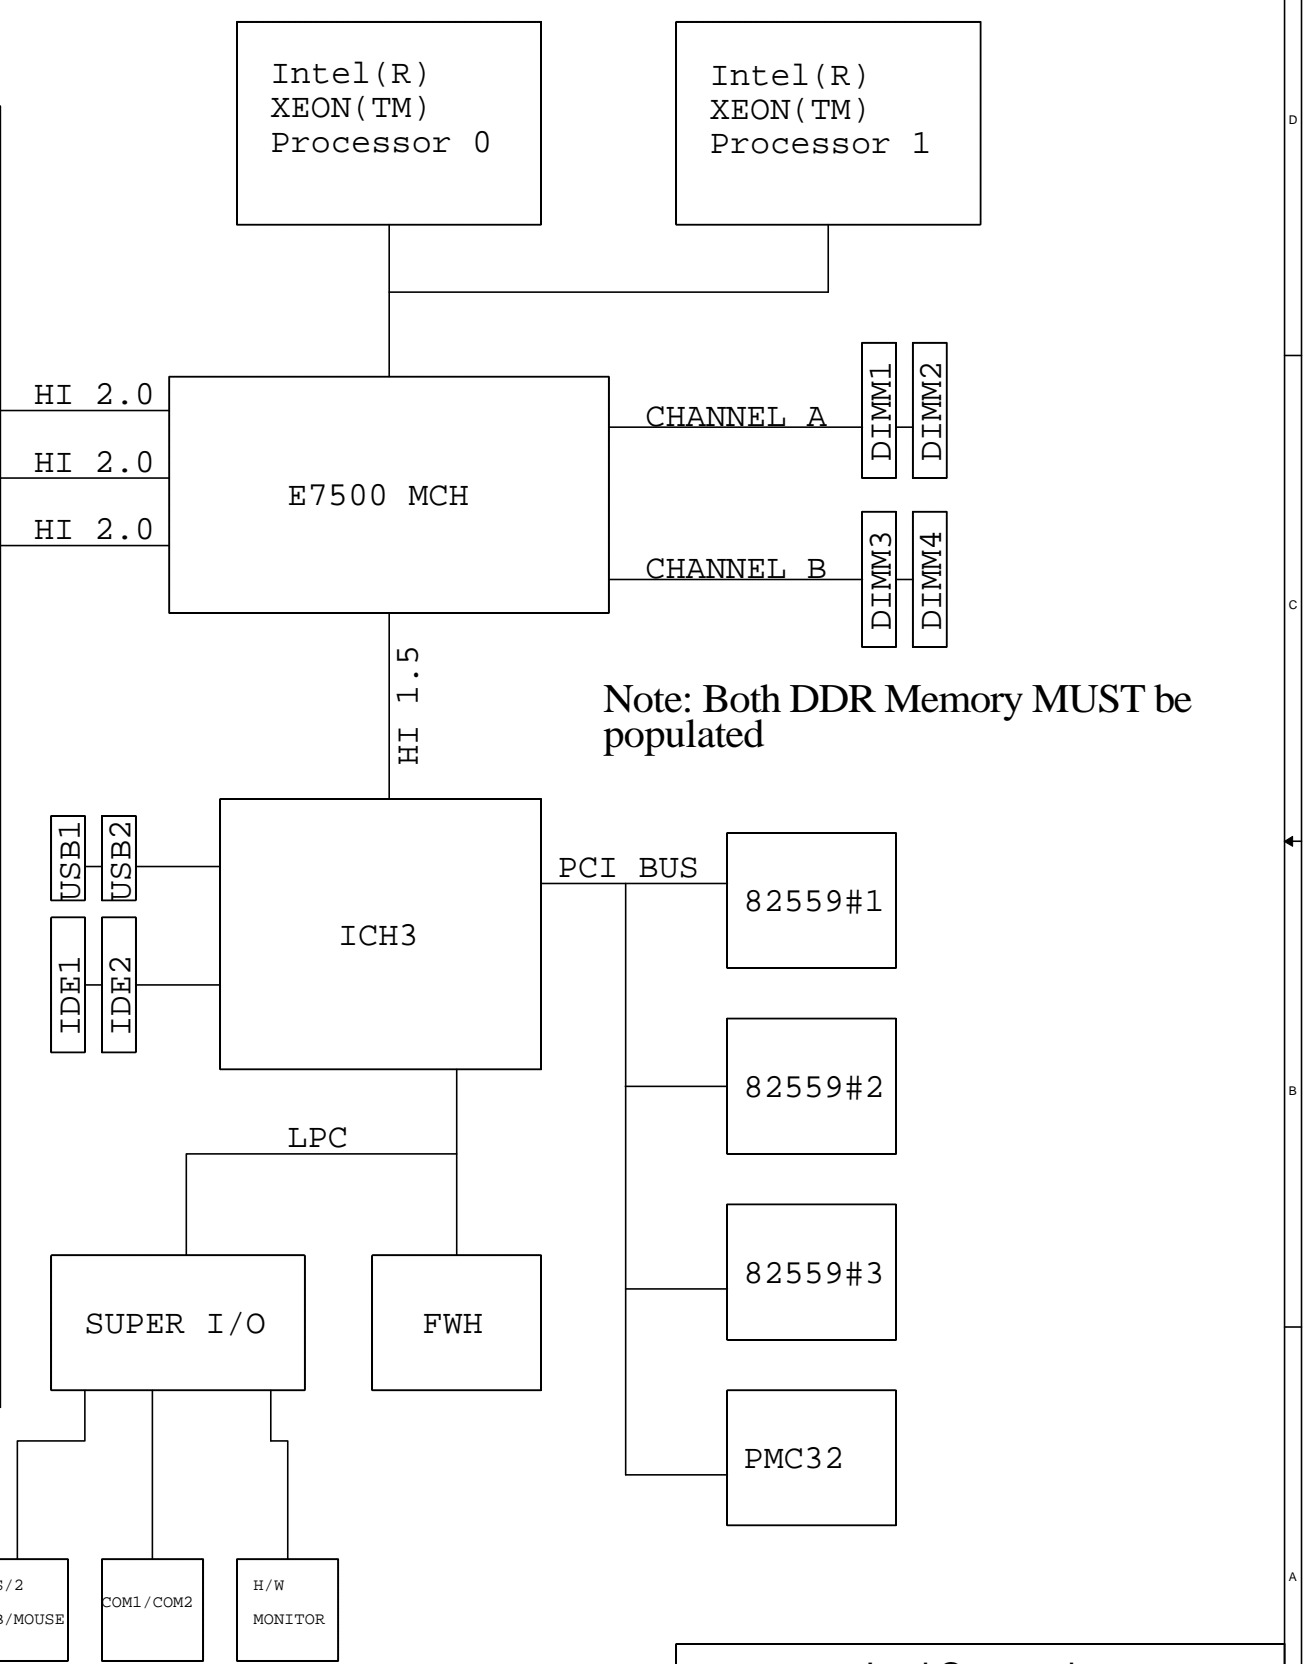 Intel(R)
XEON(TM)
Processor 0
Intel(R)
XEON(TM)
Processor 1
D
HI 2.0
HI 2.0
HI 2.0
E7500 MCH
CHANNEL A
DIMM1
DIMM2
CHANNEL B
DIMM3
DIMM4
C
HI 1.5
Note: Both DDR Memory MUST be
populated
USB1
USB2
IDE1
IDE2
ICH3
PCI BUS
82559#1
82559#2
B
LPC
82559#3
SUPER I/O
FWH
PMC32
S/2
B/MOUSE
COM1/COM2
H/W
MONITOR
A